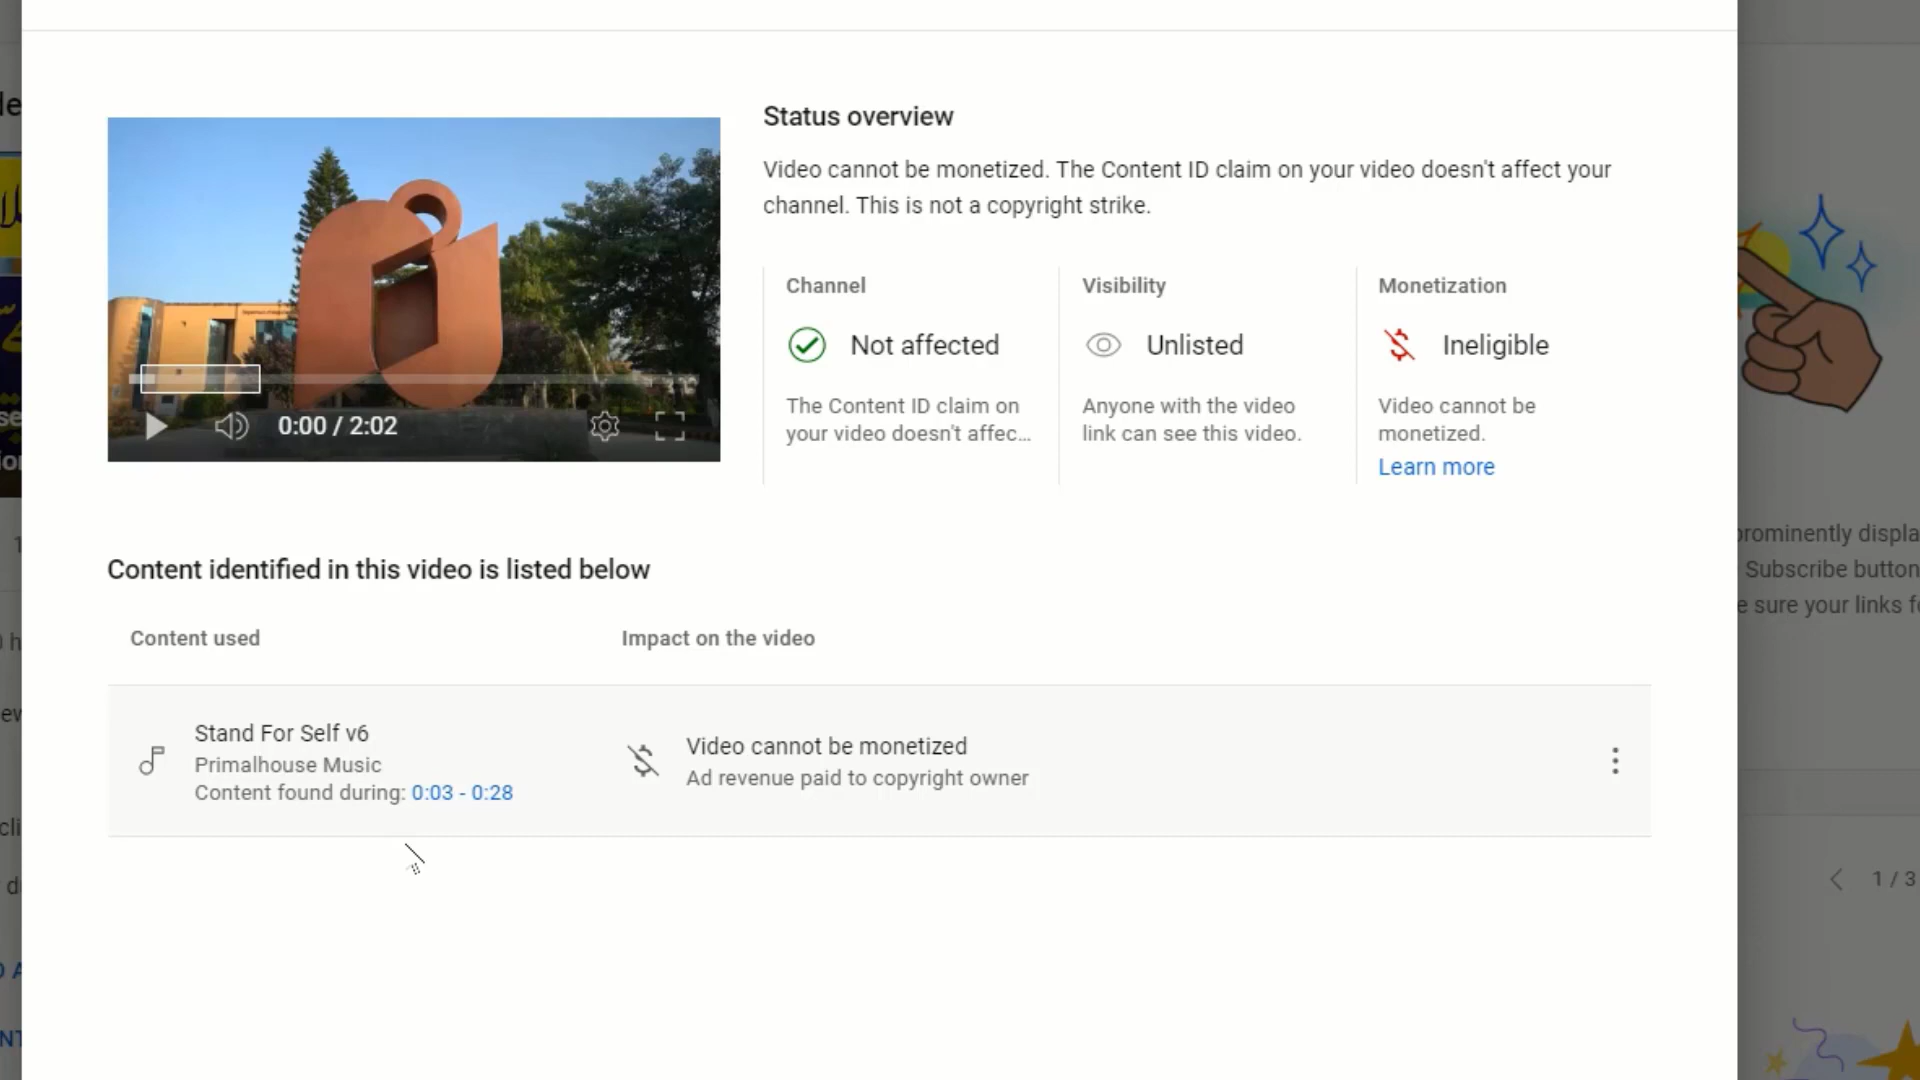 Status overview
Video cannot be monetized. The Content ID claim on your video doesn't affect your
channel. This is not a copyright strike.
Channel
Not affected
The Content ID claim on
your video doesn't affec...
Visibility
Unlisted
Anyone with the video
link can see this video.
Monetization
Ineligible
Video cannot be
monetized.
Learn more
0:00 / 2:02
Content identified in this video is listed below
Content used
Impact on the video
Stand For Self v6
Primalhouse Music
Content found during: 0:03 - 0:28
Video cannot be monetized
Ad revenue paid to copyright owner
prominently displa
Subscribe button
e sure your links f
1 / 3